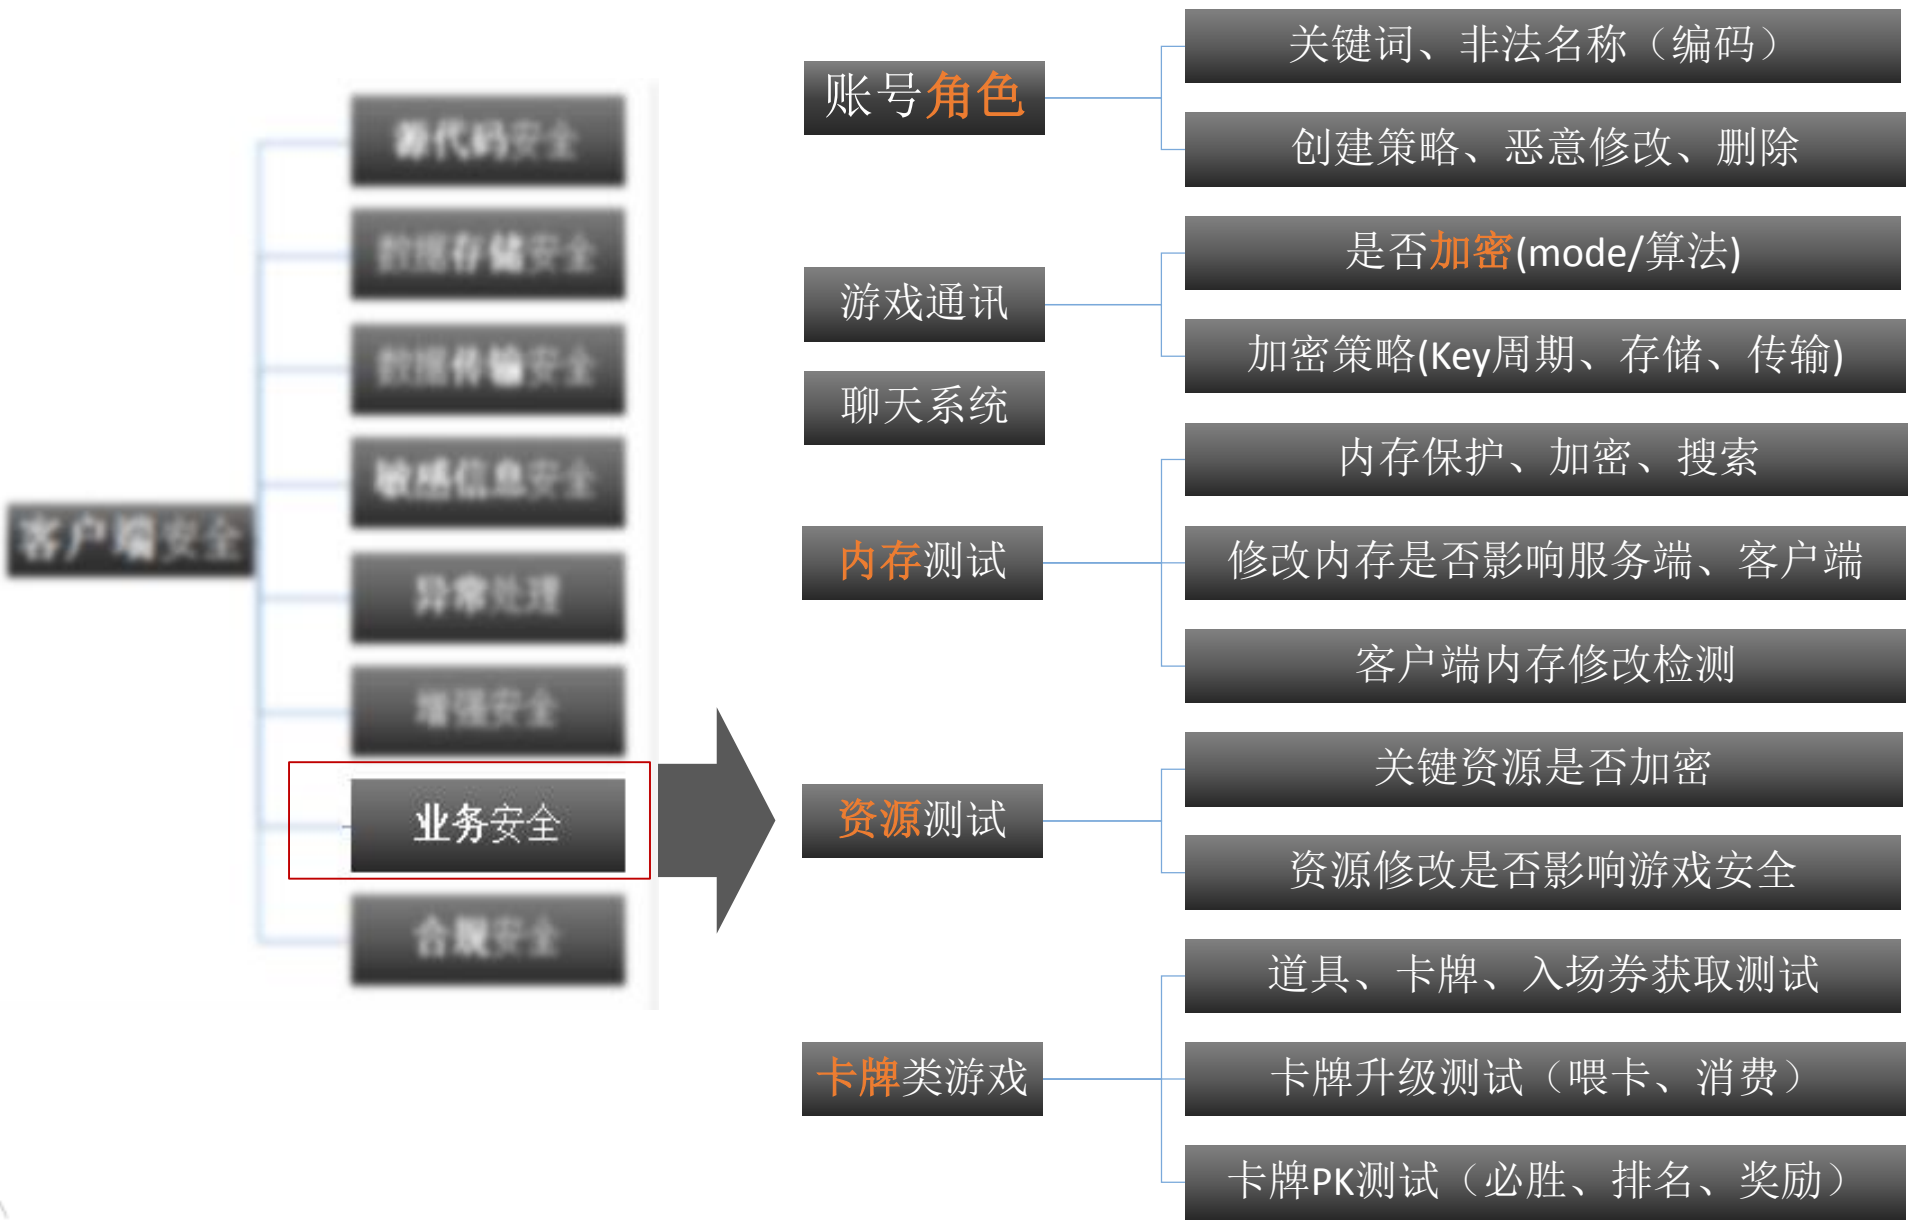 客户端安全
源代码安全
数据存储安全
数据传输安全
敏感信息安全
异常处理
增强安全
业务安全
合规安全
账号角色
关键词、非法名称（编码）
创建策略、恶意修改、删除
游戏通讯
是否加密(mode/算法)
加密策略(Key周期、存储、传输)
聊天系统
内存测试
内存保护、加密、搜索
修改内存是否影响服务端、客户端
客户端内存修改检测
资源测试
关键资源是否加密
资源修改是否影响游戏安全
卡牌类游戏
道具、卡牌、入场券获取测试
卡牌升级测试（喂卡、消费）
卡牌PK测试（必胜、排名、奖励）